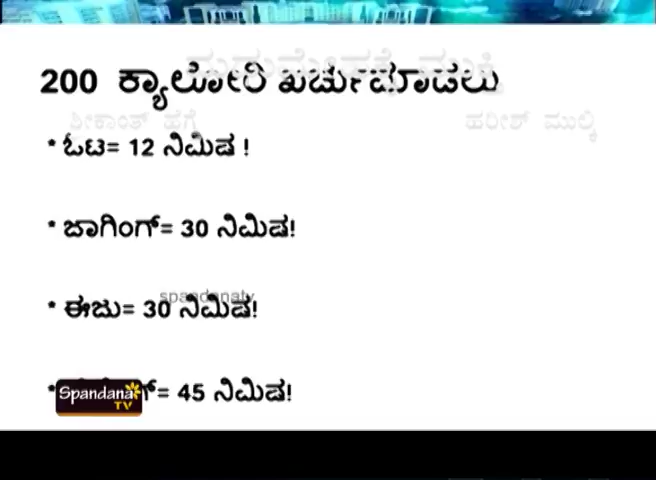 200 ಕ್ಯಾಲೋರಿ ಖರ್ಚುಮಾಡಲು
ಹರೀಶ್ ಮುಲ್ಕಿ
* ಓಟ= 12 ನಿಮಿಷ !
* ಜಾಗಿಂಗ್= 30 ನಿಮಿಷ!
spandanatv
* ಈಜು= 30 ನಿಮಿಷ!
* = 45 ನಿಮಿಷ!
Spandana
TV